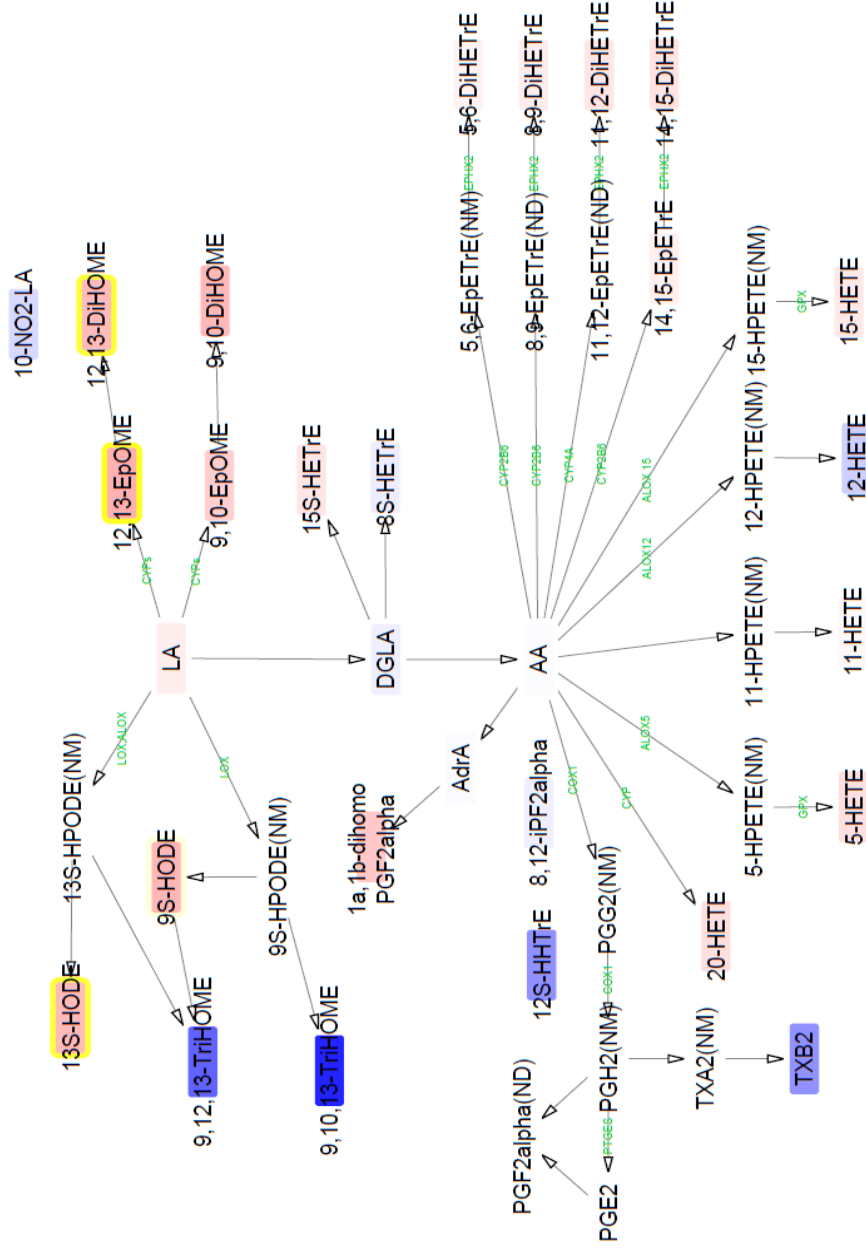 10-NO2-LA
12,13-DiHOME
9,10-DiHOME
12,13-EpOME
9,10-EpOME
CYPs
CYPs
LA
LOX,ALOX
LOX
13S-HPODE(NM)
9S-HPODE(NM)
13S-HODE
9S-HODE
9,12,13-TriHOME
9,10,13-TriHOME
15S-HETrE
8S-HETrE
DGLA
AA
AdrA
1a,1b-dihomo
PGF2alpha
8,12-iPF2alpha
12S-HHTrE
COX1
PGG2(NM)
COX1
PGH2(NM)
PTGES
PGE2
PGF2alpha(ND)
TXA2(NM)
TXB2
CYP
20-HETE
ALOX5
5-HPETE(NM)
GPX
5-HETE
11-HPETE(NM)
11-HETE
ALOX12
12-HPETE(NM)
12-HETE
ALOX15
15-HPETE(NM)
GPX
15-HETE
CYP2B6
5,6-EpETrE(NM)
EPHX2
5,6-DiHETrE
CYP2B6
8,9-EpETrE(ND)
EPHX2
8,9-DiHETrE
CYP4A
11,12-EpETrE(ND)
EPHX2
11,12-DiHETrE
CYP2B6
14,15-EpETrE
EPHX2
14,15-DiHETrE